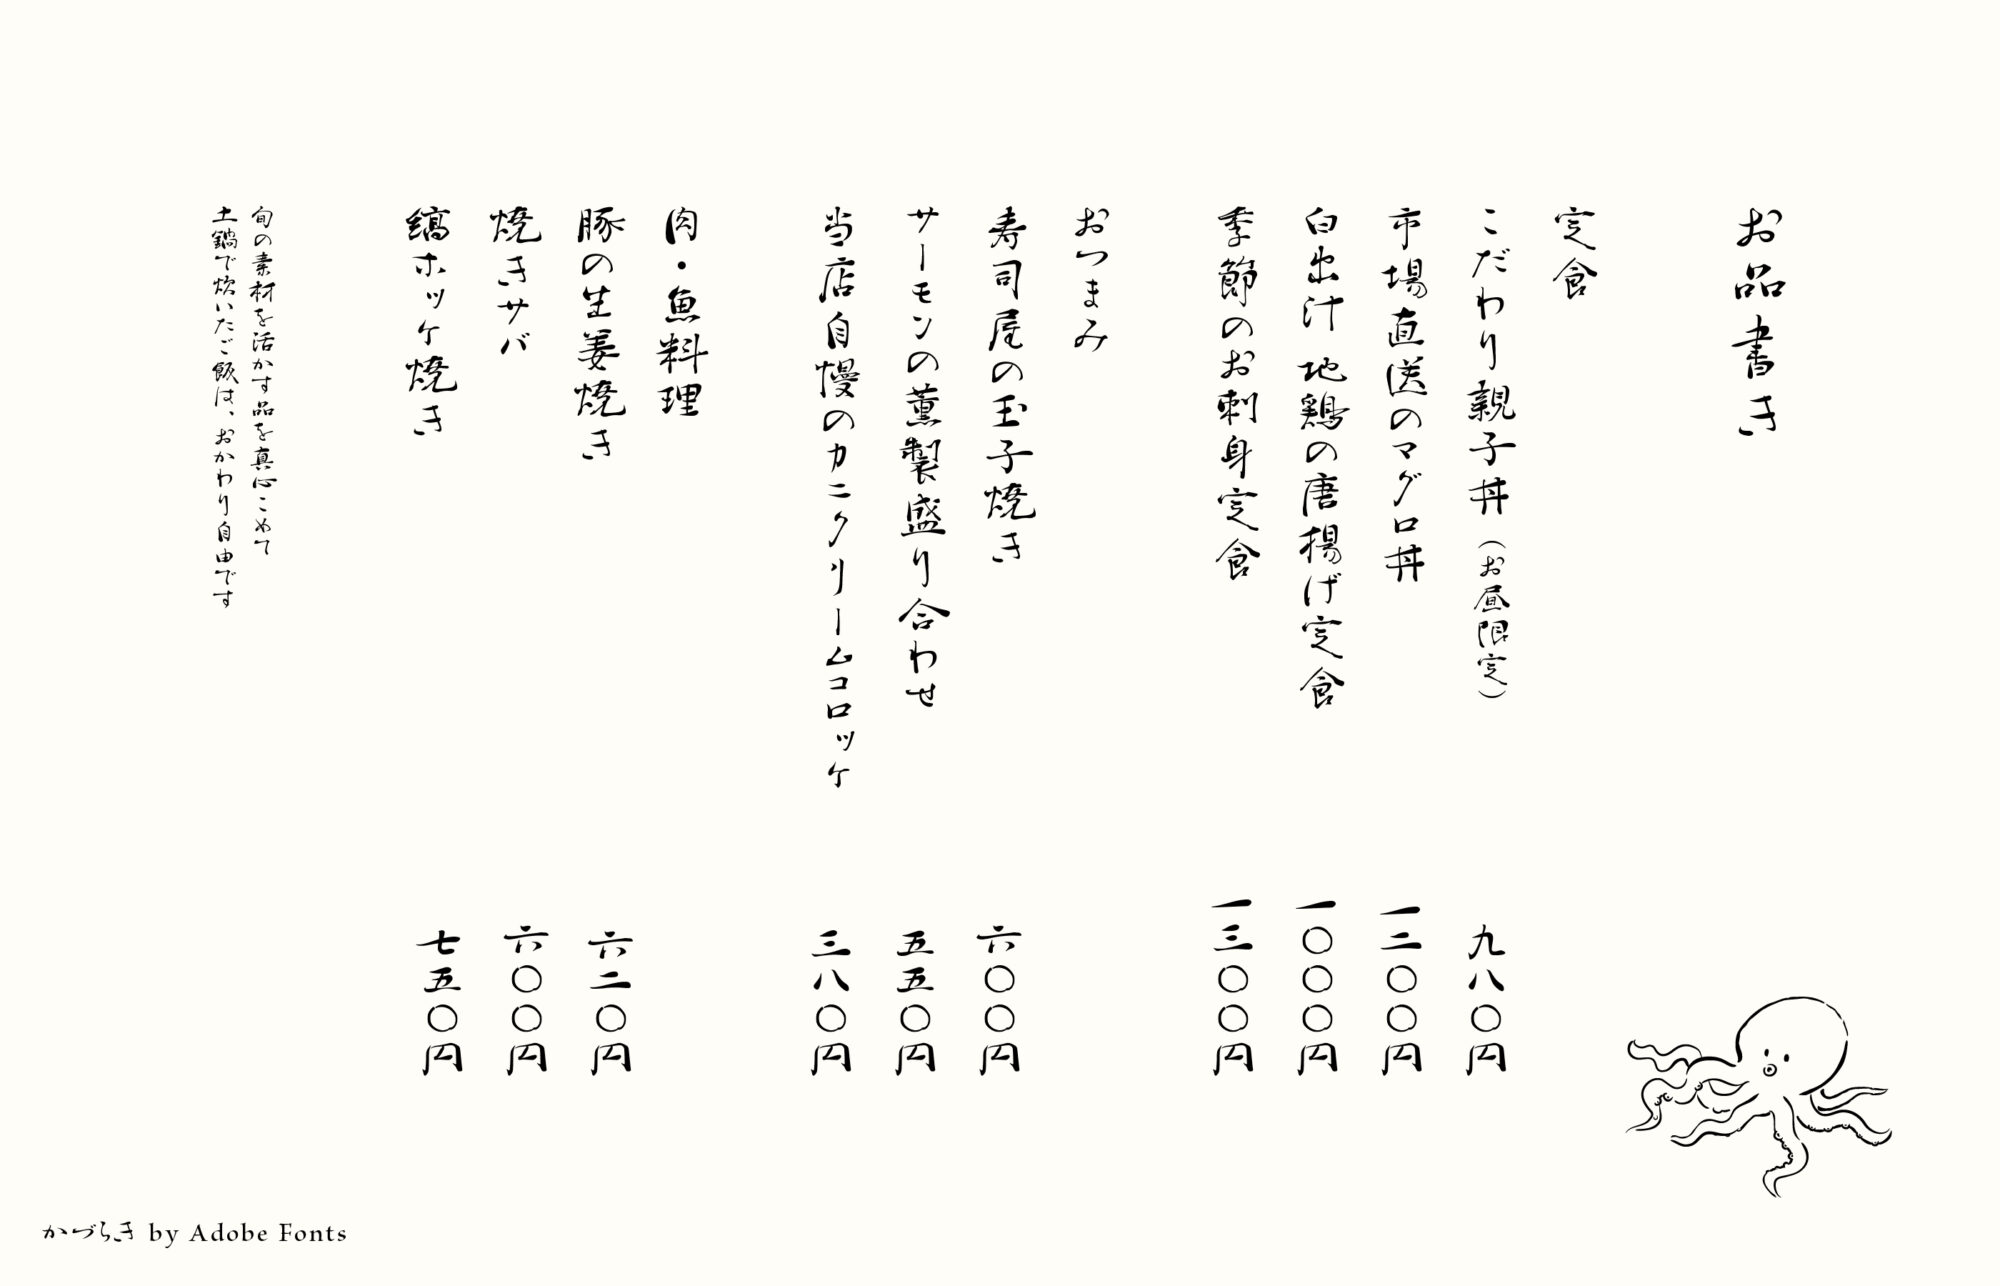 お品書き
定食
こだわり親子丼（お昼限定） 九八〇円
市場直送のマグロ丼 一二〇〇円
白出汁 地鶏の唐揚げ定食 一〇〇〇円
季節のお刺身定食 一三〇〇円
おつまみ
寿司屋の玉子焼き 六〇〇円
サーモンの薫製盛り合わせ 五五〇円
当店自慢のカニクリームコロッケ 三八〇円
肉・魚料理
豚の生姜焼き 六二〇円
焼きサバ 六〇〇円
縞ホッケ焼き 七五〇円
旬の素材を活かす品を真心こめて
土鍋で炊いたご飯は、おかわり自由です
かづらき by Adobe Fonts